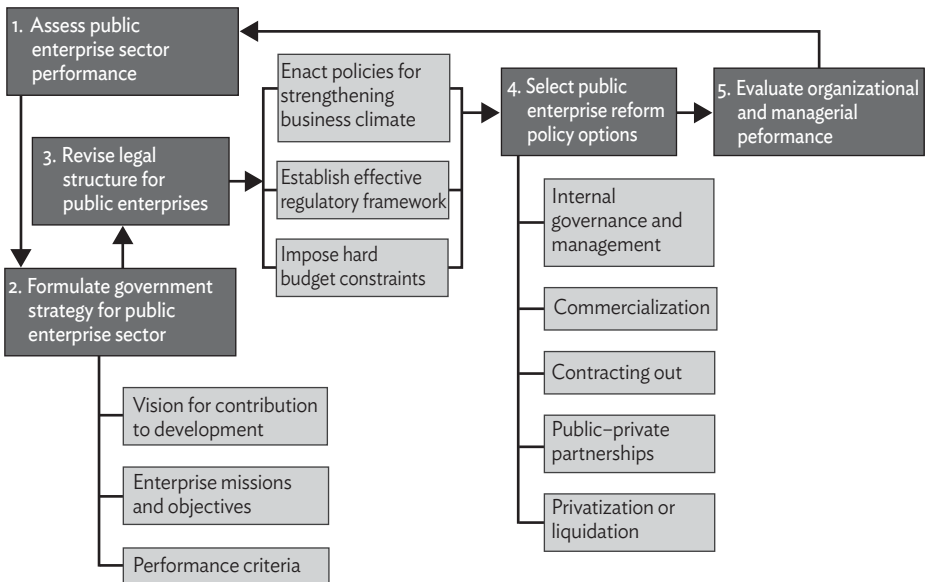 1. Assess public
enterprise sector
performance
2. Formulate government
strategy for public
enterprise sector
Vision for contribution
to development
Enterprise missions
and objectives
Performance criteria
3. Revise legal
structure for
public enterprises
Enact policies for
strengthening
business climate
Establish effective
regulatory framework
Impose hard
budget constraints
4. Select public
enterprise reform
policy options
Internal
governance and
management
Commercialization
Contracting out
Public–private
partnerships
Privatization or
liquidation
5. Evaluate organizational
and managerial
peformance